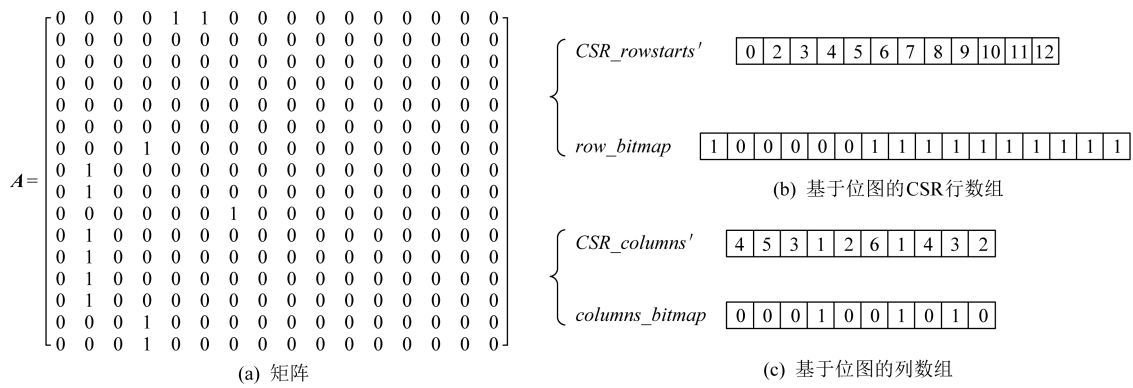 A=
0 0 0 0 1 1 0 0 0 0 0 0 0 0 0 0
0 0 0 0 0 0 0 0 0 0 0 0 0 0 0 0
0 0 0 0 0 0 0 0 0 0 0 0 0 0 0 0
0 0 0 0 0 0 0 0 0 0 0 0 0 0 0 0
0 0 0 0 0 0 0 0 0 0 0 0 0 0 0 0
0 0 0 0 0 0 0 0 0 0 0 0 0 0 0 0
0 0 0 1 0 0 0 0 0 0 0 0 0 0 0 0
0 1 0 0 0 0 0 0 0 0 0 0 0 0 0 0
0 1 0 0 0 0 0 0 0 0 0 0 0 0 0 0
0 0 0 0 0 0 1 0 0 0 0 0 0 0 0 0
0 1 0 0 0 0 0 0 0 0 0 0 0 0 0 0
0 1 0 0 0 0 0 0 0 0 0 0 0 0 0 0
0 1 0 0 0 0 0 0 0 0 0 0 0 0 0 0
0 1 0 0 0 0 0 0 0 0 0 0 0 0 0 0
0 0 0 1 0 0 0 0 0 0 0 0 0 0 0 0
0 0 0 1 0 0 0 0 0 0 0 0 0 0 0 0
(a) 矩阵
CSR_rowstarts′ 0 2 3 4 5 6 7 8 9 10 11 12
row_bitmap 1 0 0 0 0 0 1 1 1 1 1 1 1 1 1 1
(b) 基于位图的CSR行数组
CSR_columns′ 4 5 3 1 2 6 1 4 3 2
columns_bitmap 0 0 0 1 0 0 1 0 1 0
(c) 基于位图的列数组